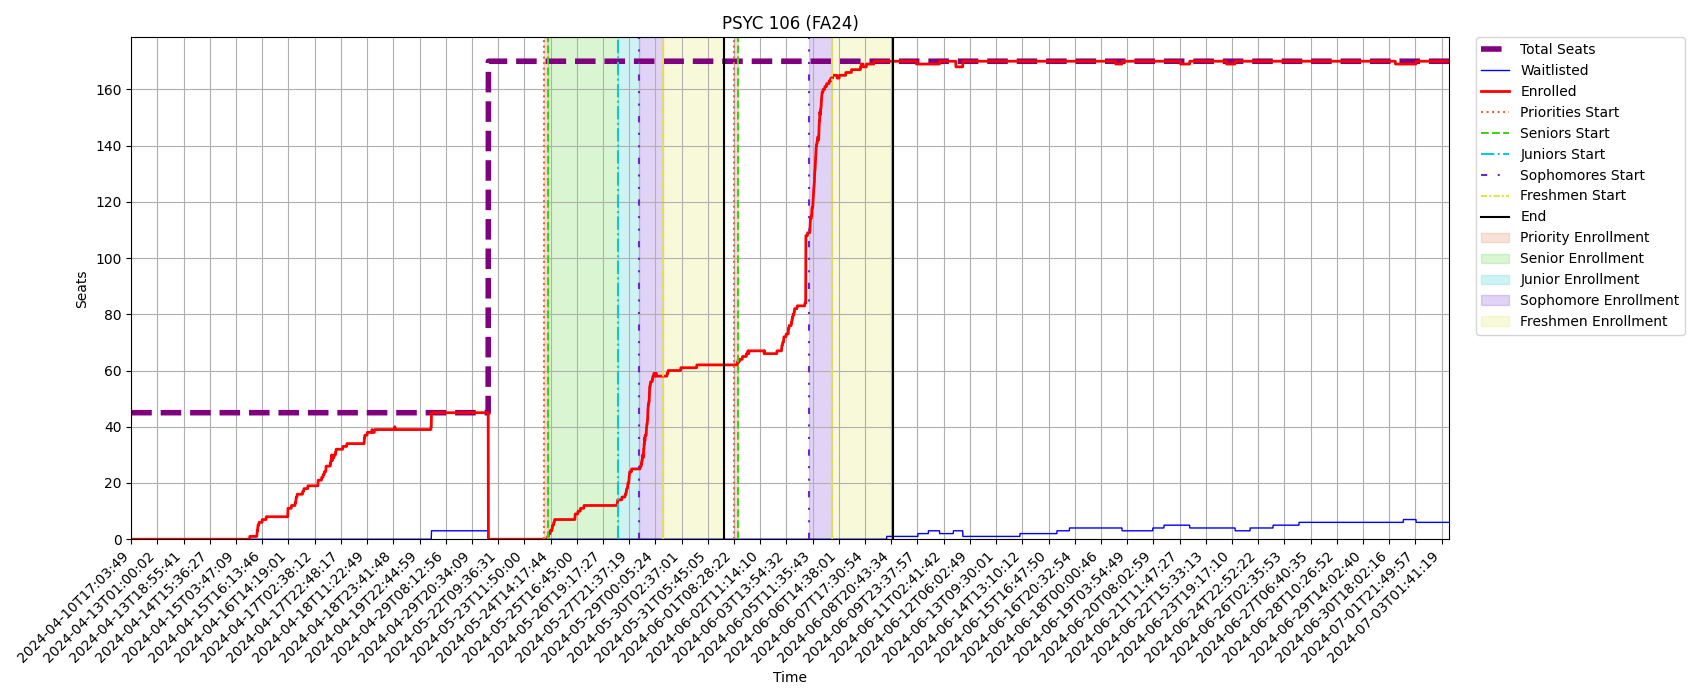 PSYC 106 (FA24)
Seats
160
140
120
100
80
60
40
20
0
2024-04-10T17:03:49
2024-04-13T01:00:02
2024-04-13T18:55:41
2024-04-14T15:36:27
2024-04-15T03:47:09
2024-04-15T16:13:46
2024-04-16T14:19:01
2024-04-17T02:38:12
2024-04-17T22:48:17
2024-04-18T11:22:49
2024-04-18T23:41:48
2024-04-19T22:44:59
2024-04-29T08:12:56
2024-04-29T20:34:09
2024-05-22T09:36:31
2024-05-23T11:50:00
2024-05-24T14:17:44
2024-05-25T16:45:00
2024-05-26T19:17:27
2024-05-27T21:37:19
2024-05-29T00:05:24
2024-05-30T02:37:01
2024-05-31T05:45:05
2024-06-01T08:28:22
2024-06-02T11:14:10
2024-06-03T13:54:32
2024-06-05T11:35:43
2024-06-06T14:38:01
2024-06-07T17:30:54
2024-06-08T20:43:34
2024-06-09T23:37:57
2024-06-11T02:41:42
2024-06-12T06:02:49
2024-06-13T09:30:01
2024-06-14T13:10:12
2024-06-15T16:47:50
2024-06-16T20:32:54
2024-06-18T00:00:46
2024-06-19T03:54:49
2024-06-20T08:02:59
2024-06-21T11:47:27
2024-06-22T15:33:13
2024-06-23T19:17:10
2024-06-24T22:52:22
2024-06-26T02:35:53
2024-06-27T06:40:35
2024-06-28T10:26:52
2024-06-29T14:02:40
2024-06-30T18:02:16
2024-07-01T21:49:57
2024-07-03T01:41:19
Time
Total Seats
Waitlisted
Enrolled
Priorities Start
Seniors Start
Juniors Start
Sophomores Start
Freshmen Start
End
Priority Enrollment
Senior Enrollment
Junior Enrollment
Sophomore Enrollment
Freshmen Enrollment